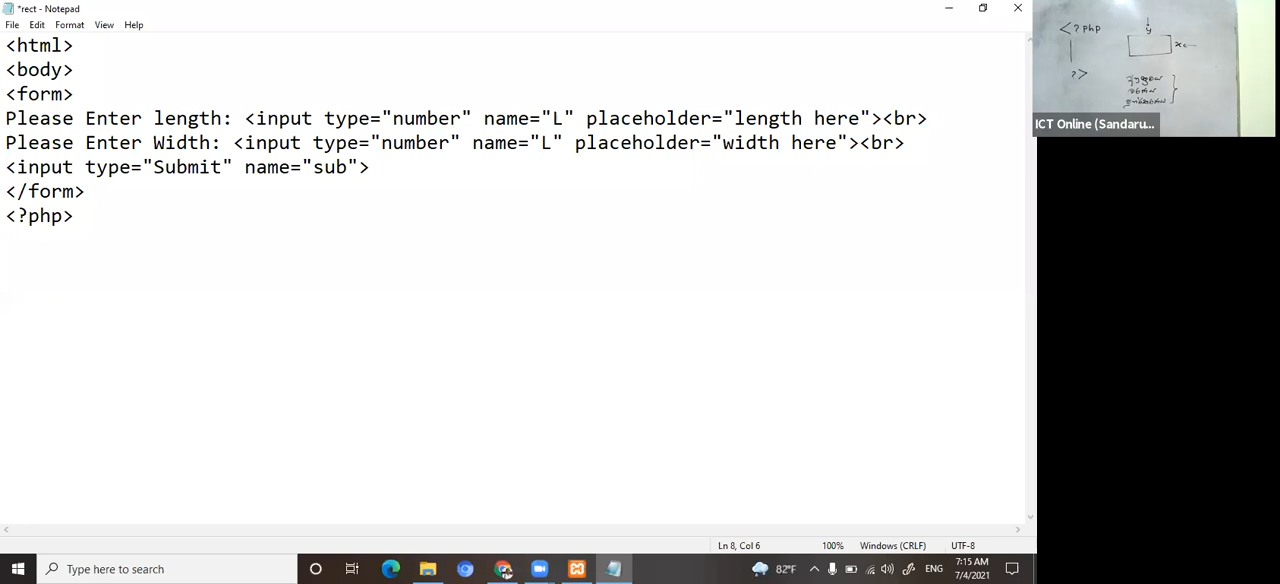 *rect - Notepad
File Edit Format View Help
<html>
<body>
<form>
Please Enter length: <input type="number" name="L" placeholder="length here"><br>
Please Enter Width: <input type="number" name="L" placeholder="width here"><br>
<input type="Submit" name="sub">
</form>
<?php>
<?php
y
x
?>
ICT Online (Sandaru...
Ln 8, Col 6 100% Windows (CRLF) UTF-8
Type here to search
82°F ENG
7:15 AM
7/4/2021